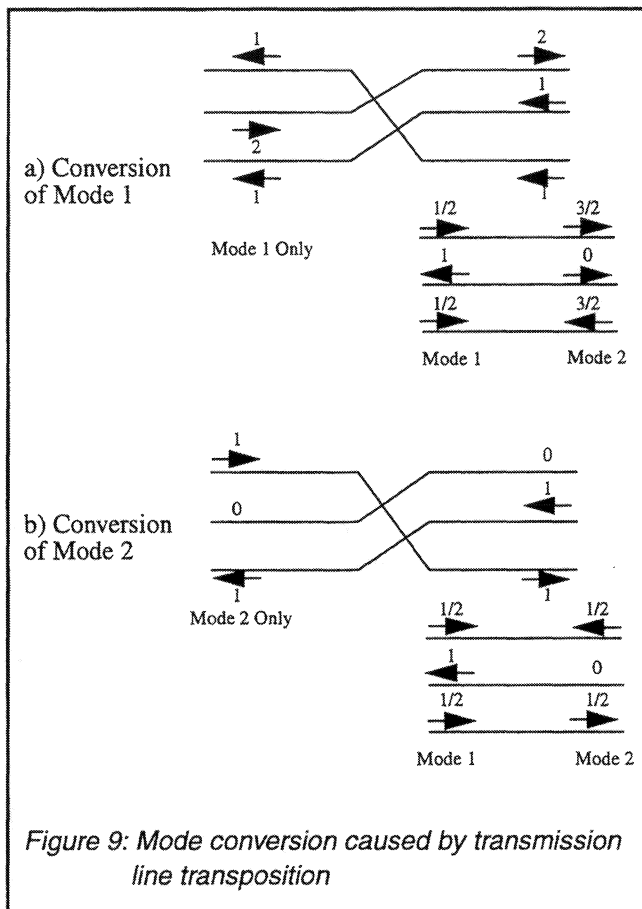 1 2
1
a) Conversion
of Mode 1
2
1 1
Mode 1 Only
1/2 3/2
1 0
1/2 3/2
Mode 1 Mode 2
1 0
b) Conversion
of Mode 2
0 1
1 1
Mode 2 Only
1/2 1/2
1 0
1/2 1/2
Mode 1 Mode 2
Figure 9: Mode conversion caused by transmission
line transposition